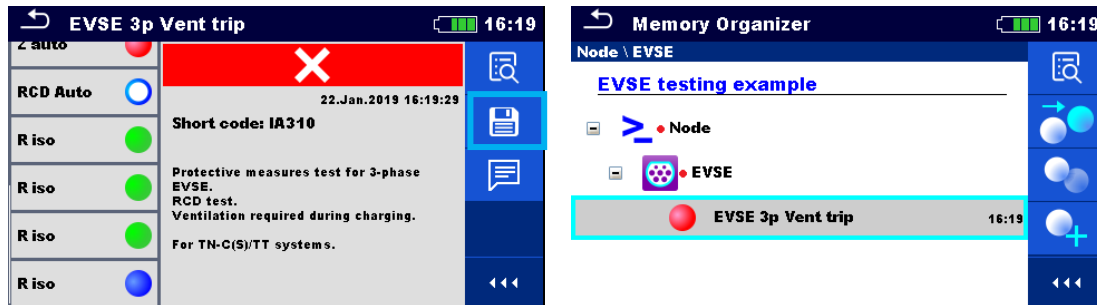 EVSE 3p Vent trip
16:19
Z auto
RCD Auto
R iso
R iso
R iso
R iso
22.Jan.2019 16:19:29
Short code: IA310
Protective measures test for 3-phase
EVSE.
RCD test.
Ventilation required during charging.
For TN-C(S)/TT systems.
Memory Organizer
16:19
Node \ EVSE
EVSE testing example
Node
EVSE
EVSE 3p Vent trip
16:19